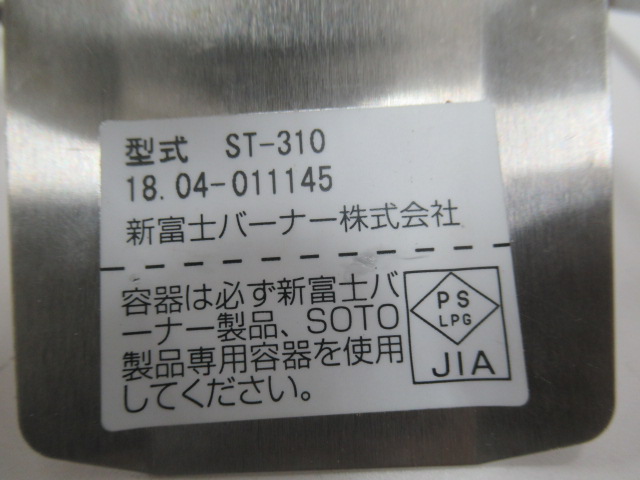 型式 ST-310
18.04-011145
新富士バーナー株式会社
容器は必ず新富士バ
ーナー製品、SOTO
製品専用容器を使用
してください。
PS
LPG
JIA